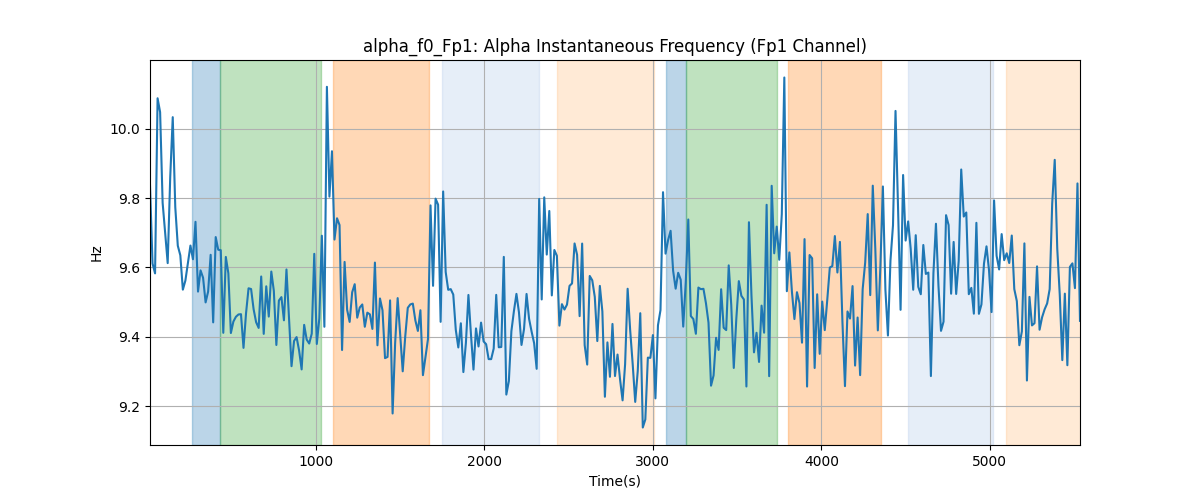 alpha_f0_Fp1: Alpha Instantaneous Frequency (Fp1 Channel)
Hz
10.0
9.8
9.6
9.4
9.2
1000 2000 3000 4000 5000
Time(s)